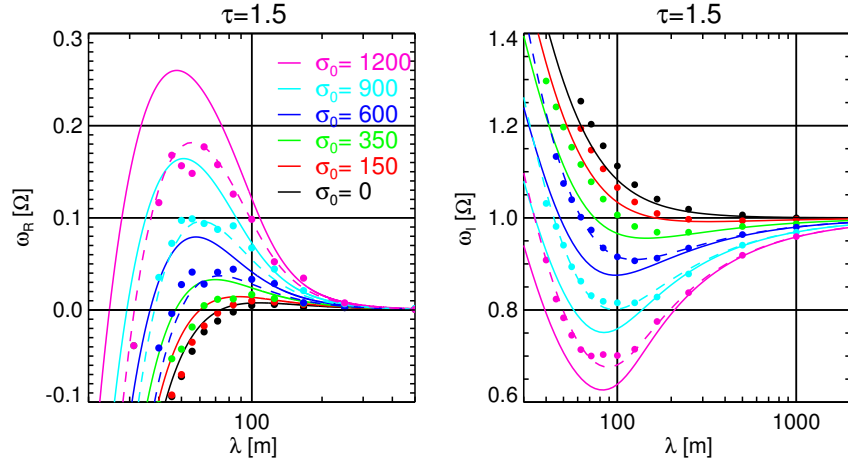 τ=1.5
0.3
0.2
0.1
0.0
-0.1
ω_R [Ω]
σ₀= 1200
σ₀= 900
σ₀= 600
σ₀= 350
σ₀= 150
σ₀= 0
100
λ [m]
τ=1.5
1.4
1.2
1.0
0.8
0.6
ω_I [Ω]
100
1000
λ [m]